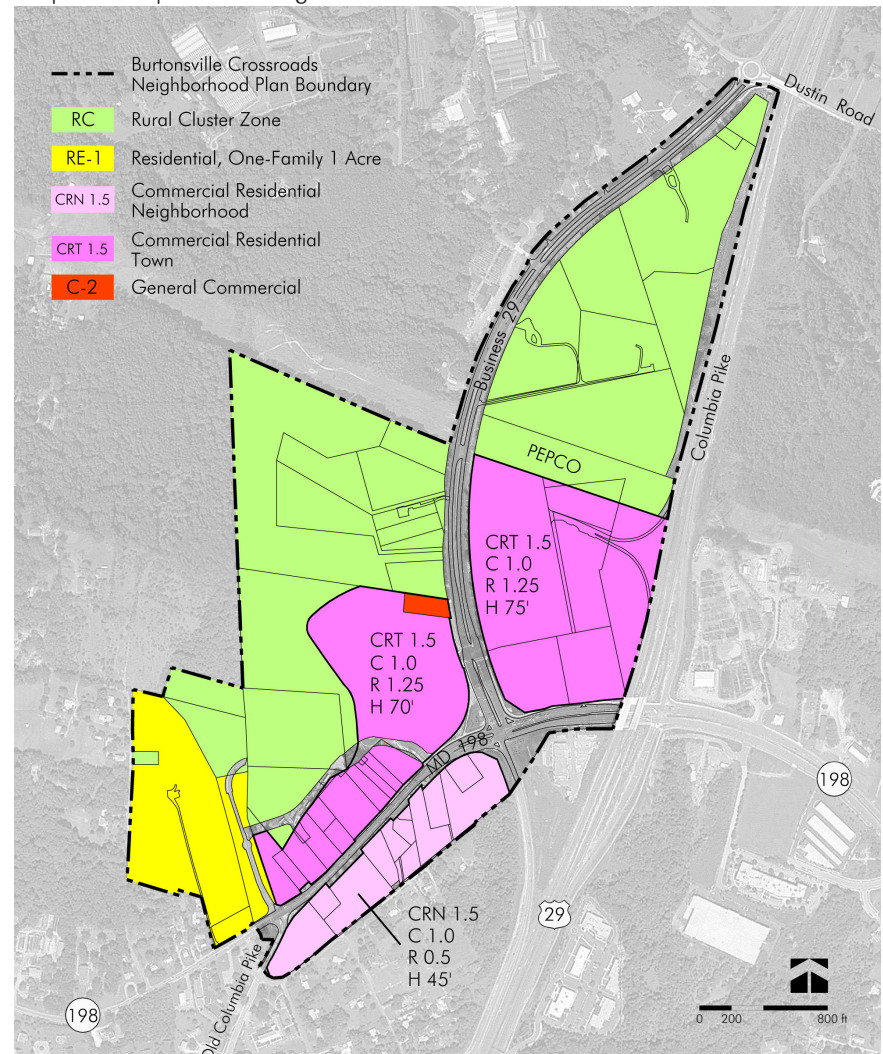 Burtonsville Crossroads
Neighborhood Plan Boundary
RC Rural Cluster Zone
RE-1 Residential, One-Family 1 Acre
CRN 1.5 Commercial Residential
Neighborhood
CRT 1.5 Commercial Residential
Town
C-2 General Commercial
Dustin Road
Business 29
Columbia Pike
PEPCO
CRT 1.5
C 1.0
R 1.25
H 75'
CRT 1.5
C 1.0
R 1.25
H 70'
MD 198
198
CRN 1.5
C 1.0
R 0.5
H 45'
29
Old Columbia Pike
198
0 200 800 ft